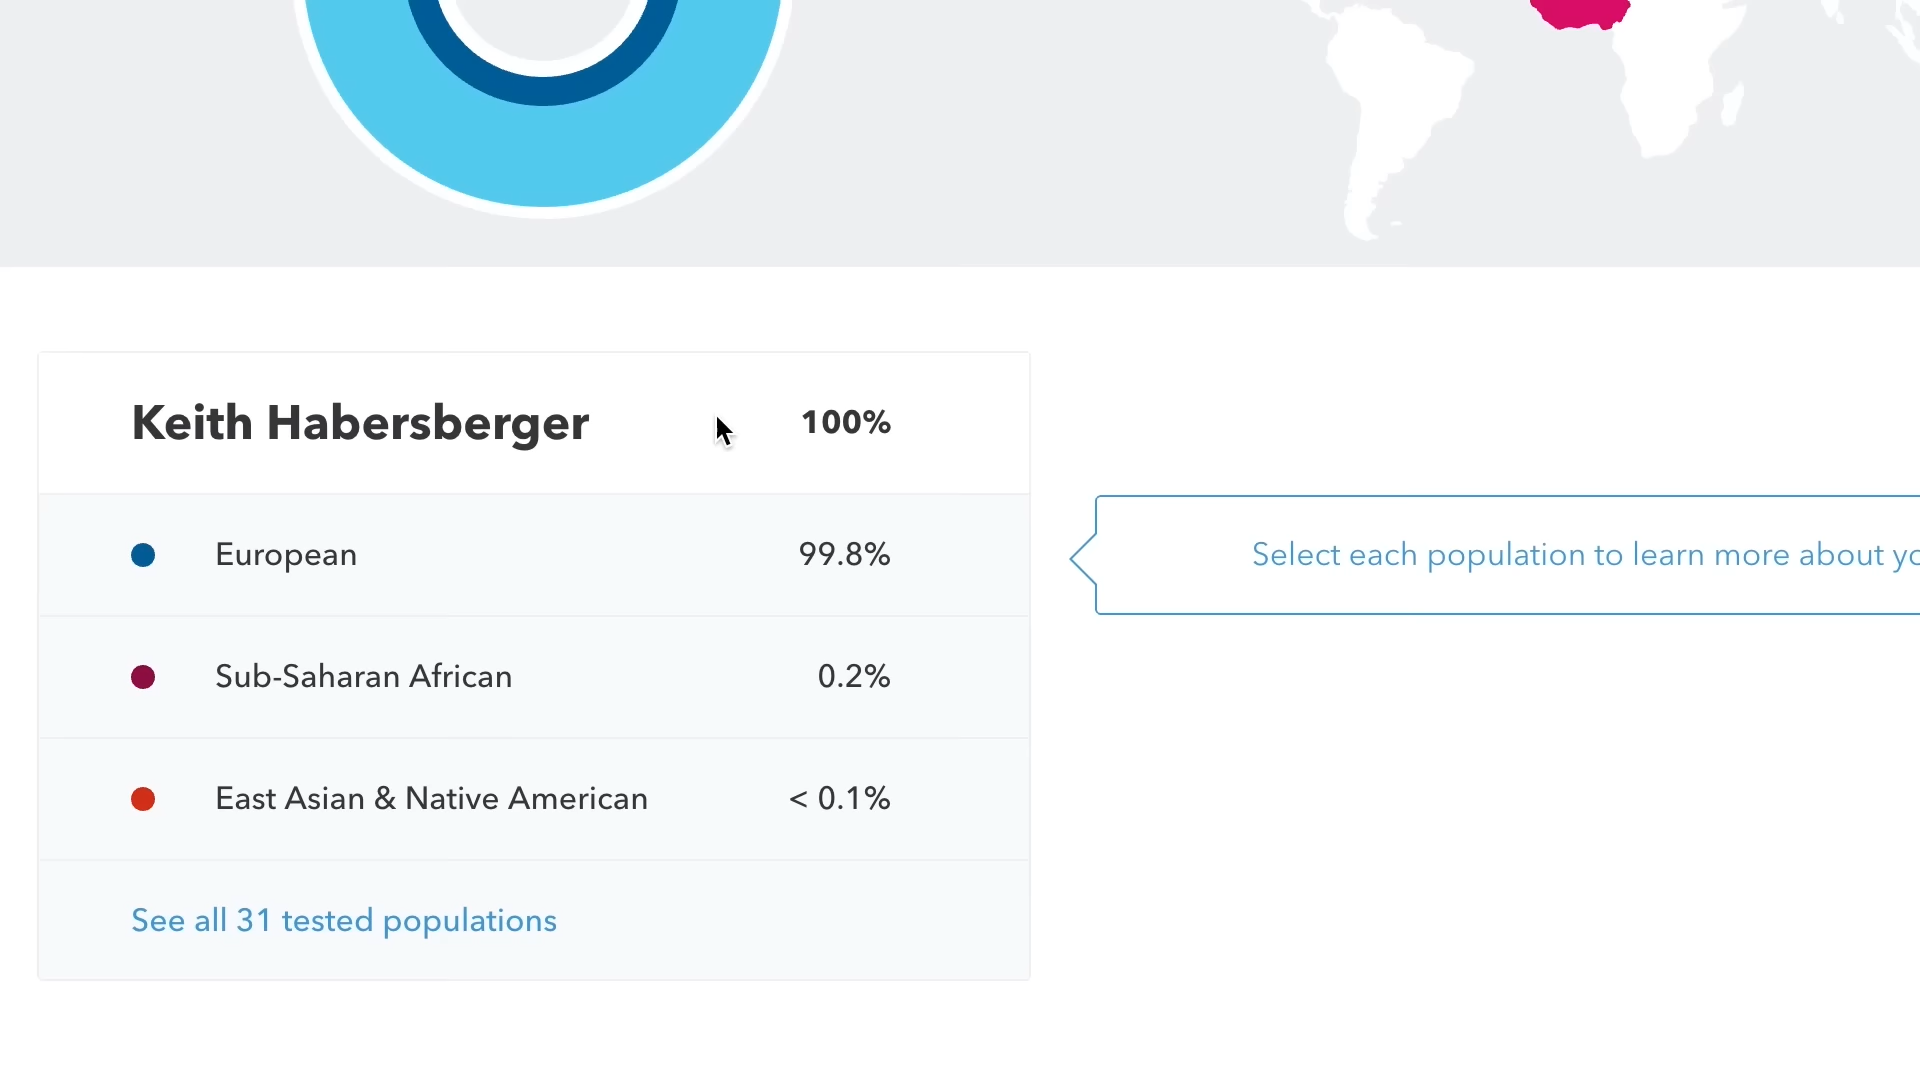 Keith Habersberger 100%
European 99.8%
Sub-Saharan African 0.2%
East Asian & Native American < 0.1%
See all 31 tested populations
Select each population to learn more about